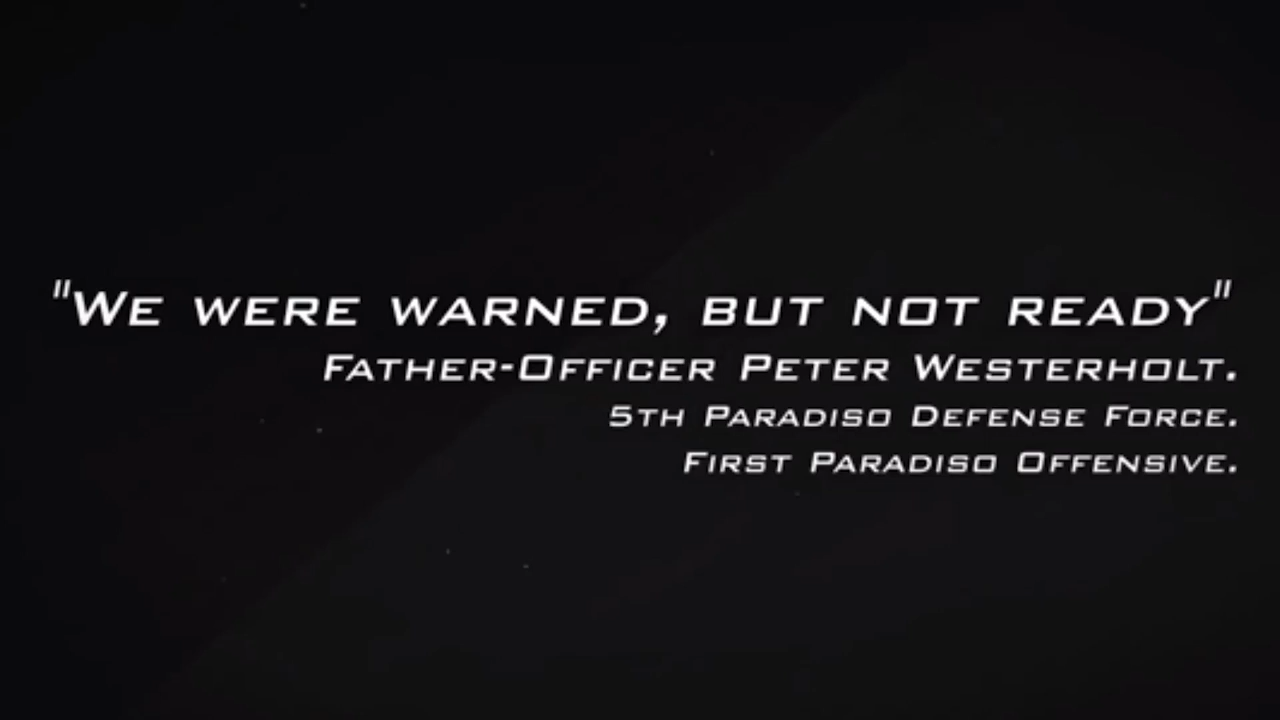 "We were warned, but not ready"
Father-Officer Peter Westerholt.
5th Paradiso Defense Force.
First Paradiso Offensive.